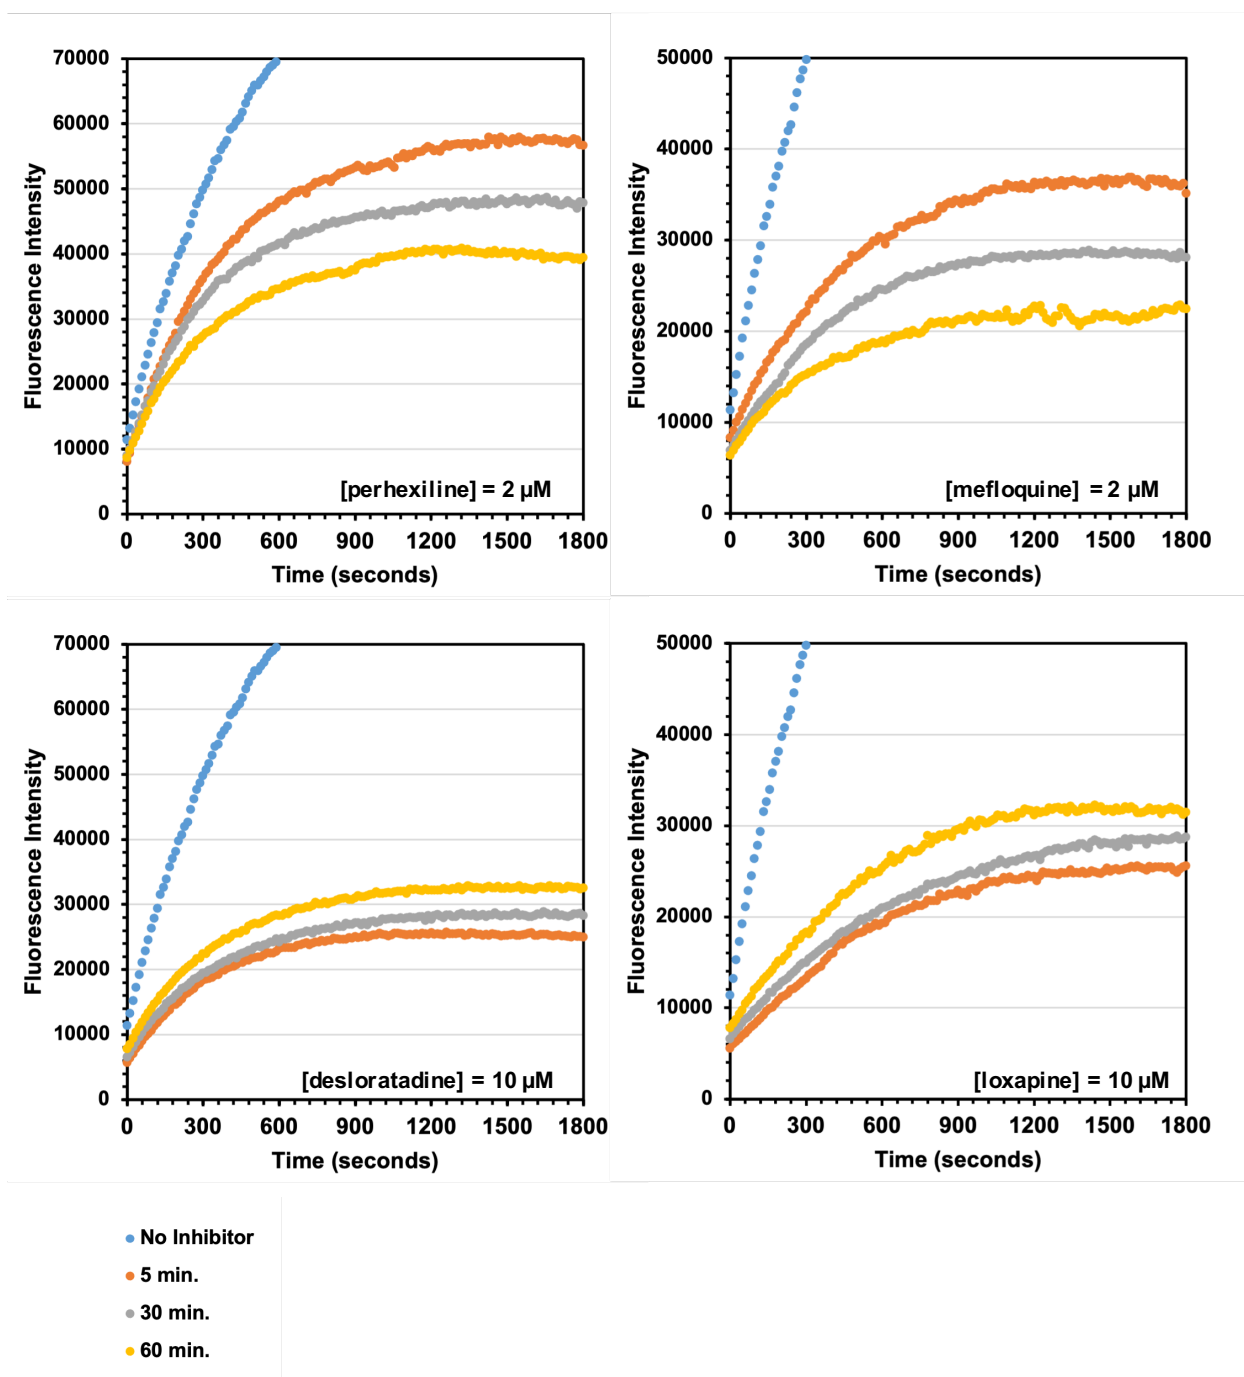 70000
60000
50000
40000
30000
20000
10000
0
Fluorescence Intensity
[perhexiline] = 2 µM
0 300 600 900 1200 1500 1800
Time (seconds)
50000
40000
30000
20000
10000
0
Fluorescence Intensity
[mefloquine] = 2 µM
0 300 600 900 1200 1500 1800
Time (seconds)
70000
60000
50000
40000
30000
20000
10000
0
Fluorescence Intensity
[desloratadine] = 10 µM
0 300 600 900 1200 1500 1800
Time (seconds)
50000
40000
30000
20000
10000
0
Fluorescence Intensity
[loxapine] = 10 µM
0 300 600 900 1200 1500 1800
Time (seconds)
No Inhibitor
5 min.
30 min.
60 min.